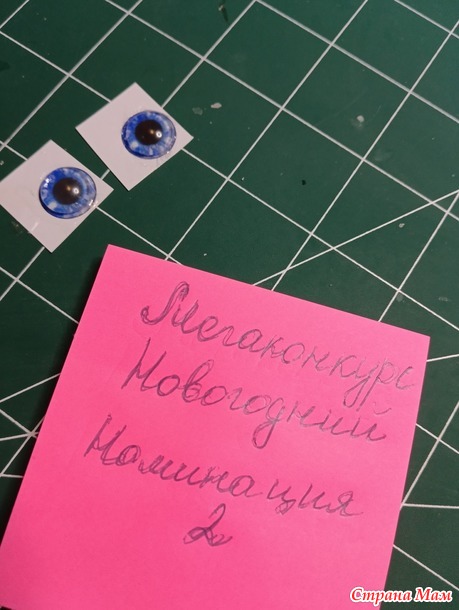 Мегаконкурс
Новогодний
Номинация
2
Страна Мам